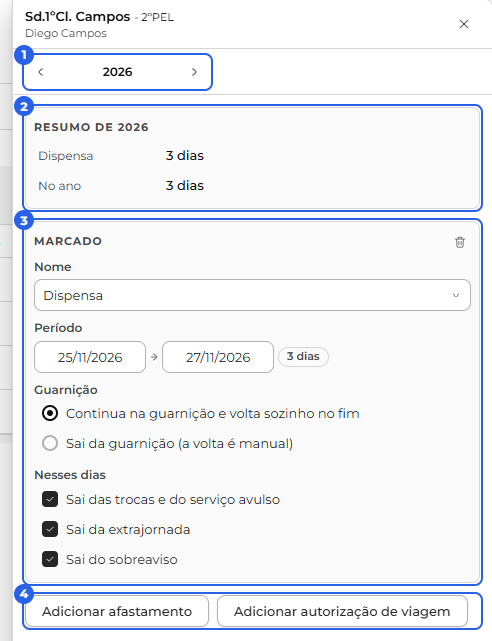 Sd.1ºCl. Campos - 2ºPEL
Diego Campos
1
2026
2
RESUMO DE 2026
Dispensa 3 dias
No ano 3 dias
3
MARCADO
Nome
Dispensa
Período
25/11/2026 → 27/11/2026 3 dias
Guarnição
Continua na guarnição e volta sozinho no fim
Sai da guarnição (a volta é manual)
Nesses dias
Sai das trocas e do serviço avulso
Sai da extrajornada
Sai do sobreaviso
4
Adicionar afastamento Adicionar autorização de viagem